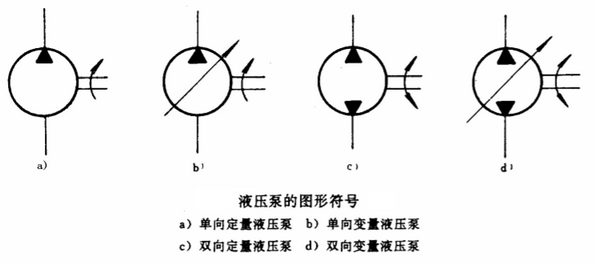 a） b） c） d）
液压泵的图形符号
a）单向定量液压泵 b）单向变量液压泵
c）双向定量液压泵 d）双向变量液压泵